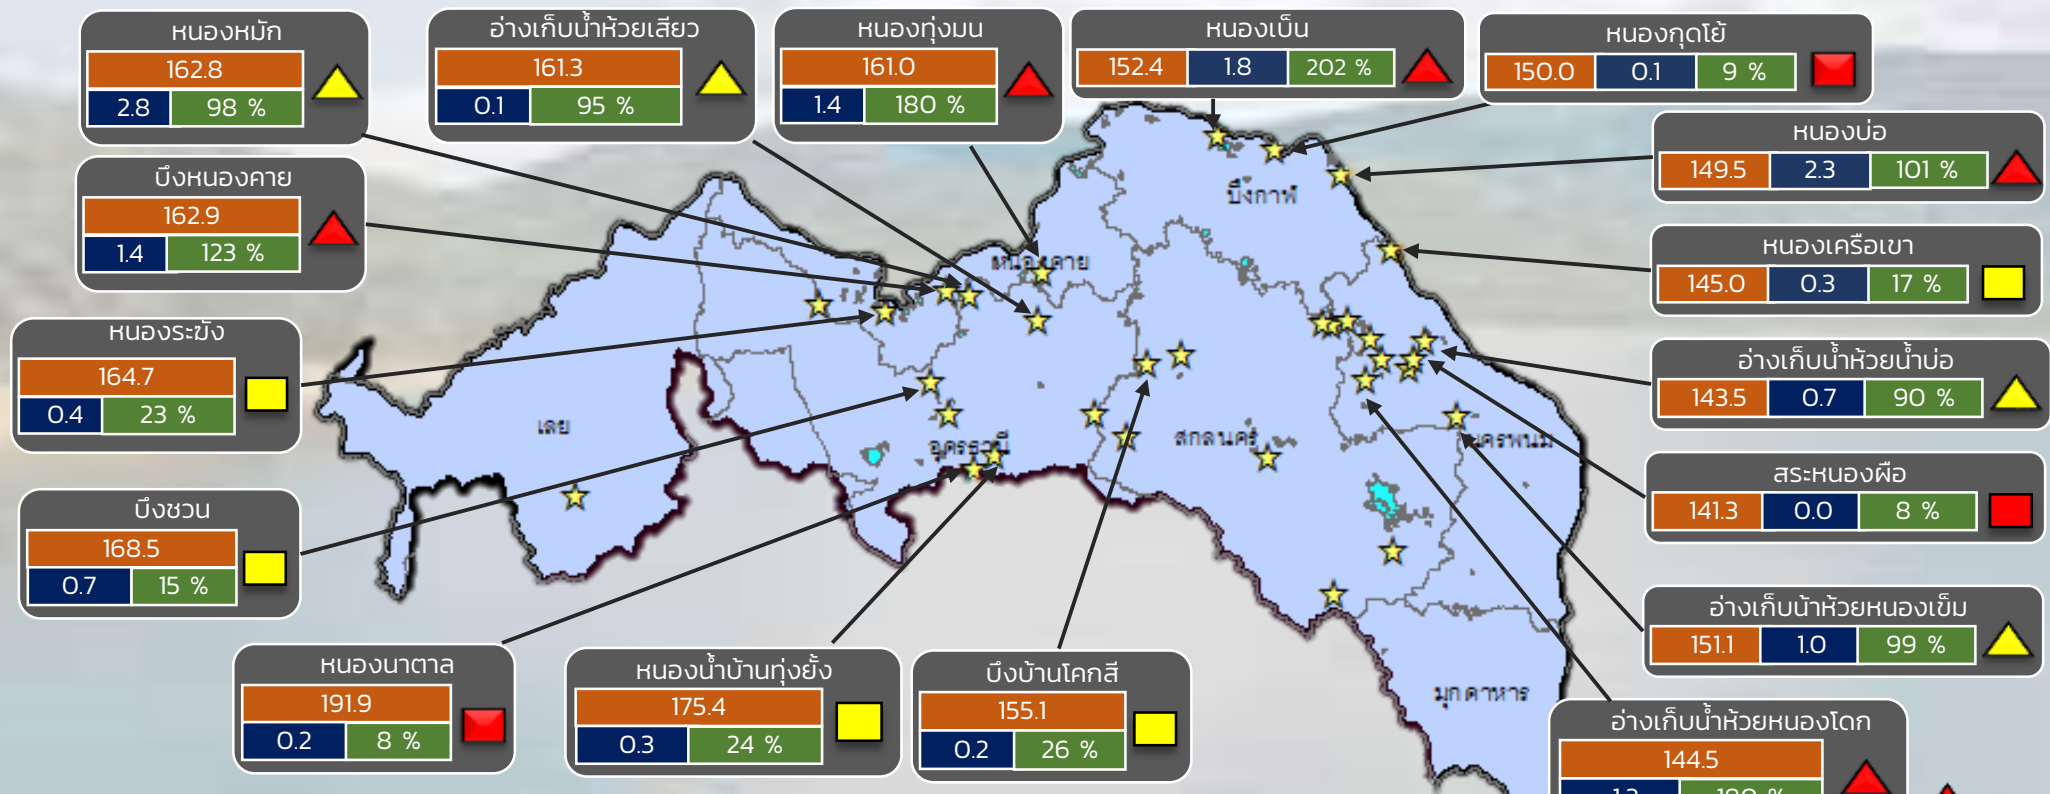 หนองหมัก
162.8
2.8 98 %
อ่างเก็บน้ำห้วยเสียว
161.3
0.1 95 %
หนองทุ่งมน
161.0
1.4 180 %
หนองเบ็น
152.4 1.8 202 %
หนองกุดโย้
150.0 0.1 9 %
หนองบ่อ
149.5 2.3 101 %
บึงหนองคาย
162.9
1.4 123 %
หนองเครือเขา
145.0 0.3 17 %
หนองระฆัง
164.7
0.4 23 %
อ่างเก็บน้ำห้วยน้ำบ่อ
143.5 0.7 90 %
สระหนองผือ
141.3 0.0 8 %
บึงชวน
168.5
0.7 15 %
อ่างเก็บน้ำห้วยหนองเข็ม
151.1 1.0 99 %
หนองนาตาล
191.9
0.2 8 %
หนองน้ำบ้านทุ่งยั้ง
175.4
0.3 24 %
บึงบ้านโคกสี
155.1
0.2 26 %
อ่างเก็บน้ำห้วยหนองโดก
144.5
1.3 180 %
บึงกาฬ
หนองคาย
เลย
อุดรธานี
สกลนคร
นครพนม
มุกดาหาร